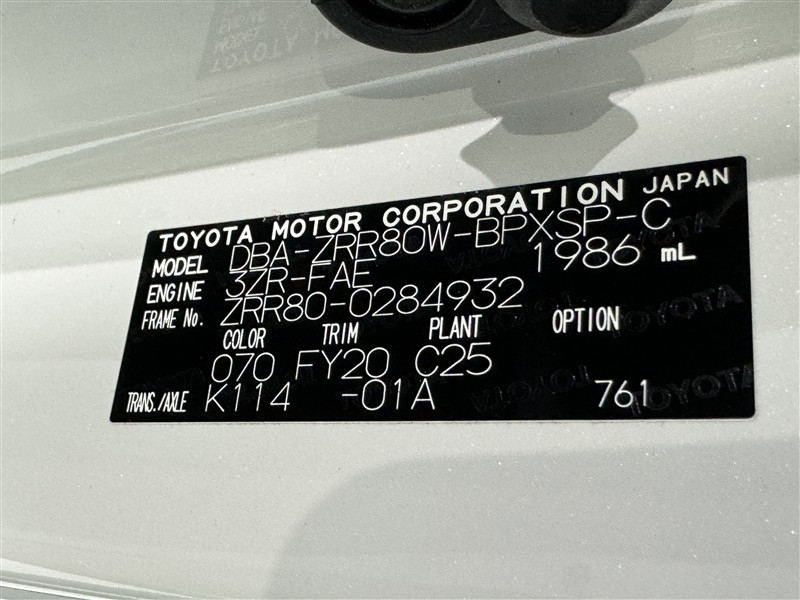 TOYOTA MOTOR CORPORATION JAPAN
MODEL DBA-ZRR80W-BPXSP-C
ENGINE 3ZR-FAE 1986 mL
FRAME No. ZRR80-0284932
COLOR TRIM PLANT OPTION
070 FY20 C25
TRANS./AXLE K114 -01A 761